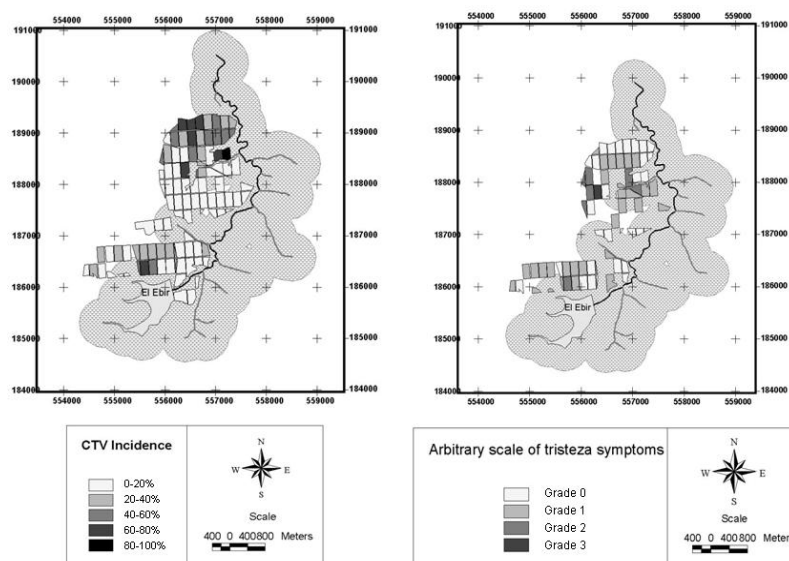 554000 555000 556000 557000 558000 559000
191000 191000
190000 190000
189000 189000
188000 188000
187000 187000
186000 186000
185000 185000
184000 184000
El Ebir
554000 555000 556000 557000 558000 559000
CTV Incidence
0-20%
20-40%
40-60%
60-80%
80-100%
N
W E
S
Scale
400 0 400800 Meters
554000 555000 556000 557000 558000 559000
191000 191000
190000 190000
189000 189000
188000 188000
187000 187000
186000 186000
185000 185000
184000 184000
El Ebir
554000 555000 556000 557000 558000 559000
Arbitrary scale of tristeza symptoms
Grade 0
Grade 1
Grade 2
Grade 3
N
W E
S
Scale
400 0 400 800 Meters